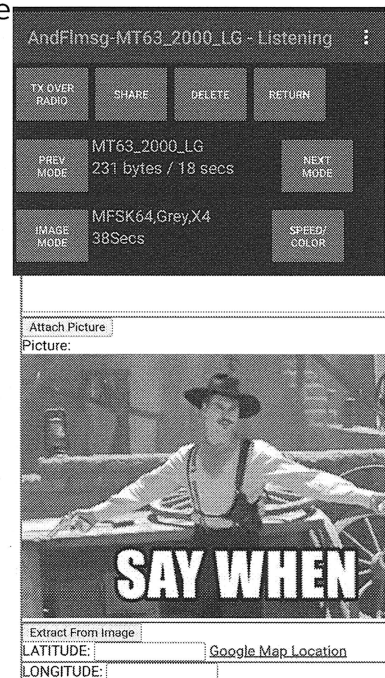 e
AndFlmsg-MT63_2000_LG - Listening
TX OVER RADIO
SHARE
DELETE
RETURN
PREV MODE
MT63_2000_LG
231 bytes / 18 secs
NEXT MODE
IMAGE MODE
MFSK64,Grey,X4
38Secs
SPEED/ COLOR
Attach Picture
Picture:
SAY WHEN
Extract From Image
LATITUDE:
Google Map Location
LONGITUDE: